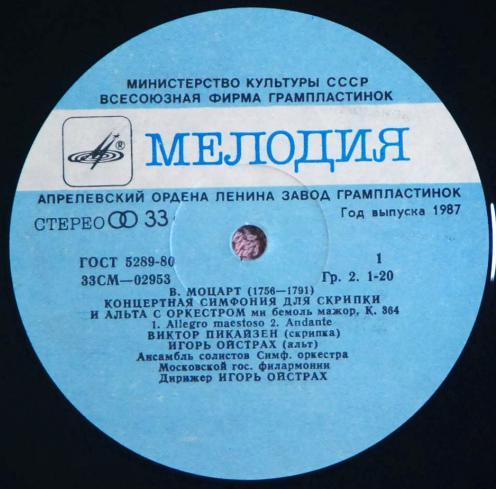 МИНИСТЕРСТВО КУЛЬТУРЫ СССР
ВСЕСОЮЗНАЯ ФИРМА ГРАМПЛАСТИНОК
® МЕЛОДИЯ
АПРЕЛЕВСКИЙ ОРДЕНА ЛЕНИНА ЗАВОД ГРАМПЛАСТИНОК
СТЕРЕО 33 Год выпуска 1987
ГОСТ 5289-80 1
33СМ—02953 Гр. 2. 1-20
В. МОЦАРТ (1756—1791)
КОНЦЕРТНАЯ СИМФОНИЯ ДЛЯ СКРИПКИ
И АЛЬТА С ОРКЕСТРОМ ми бемоль мажор, К. 364
1. Allegro maestoso 2. Andante
ВИКТОР ПИКАЙЗЕН (скрипка)
ИГОРЬ ОЙСТРАХ (альт)
Ансамбль солистов Симф. оркестра
Московской гос. филармонии
Дирижер ИГОРЬ ОЙСТРАХ